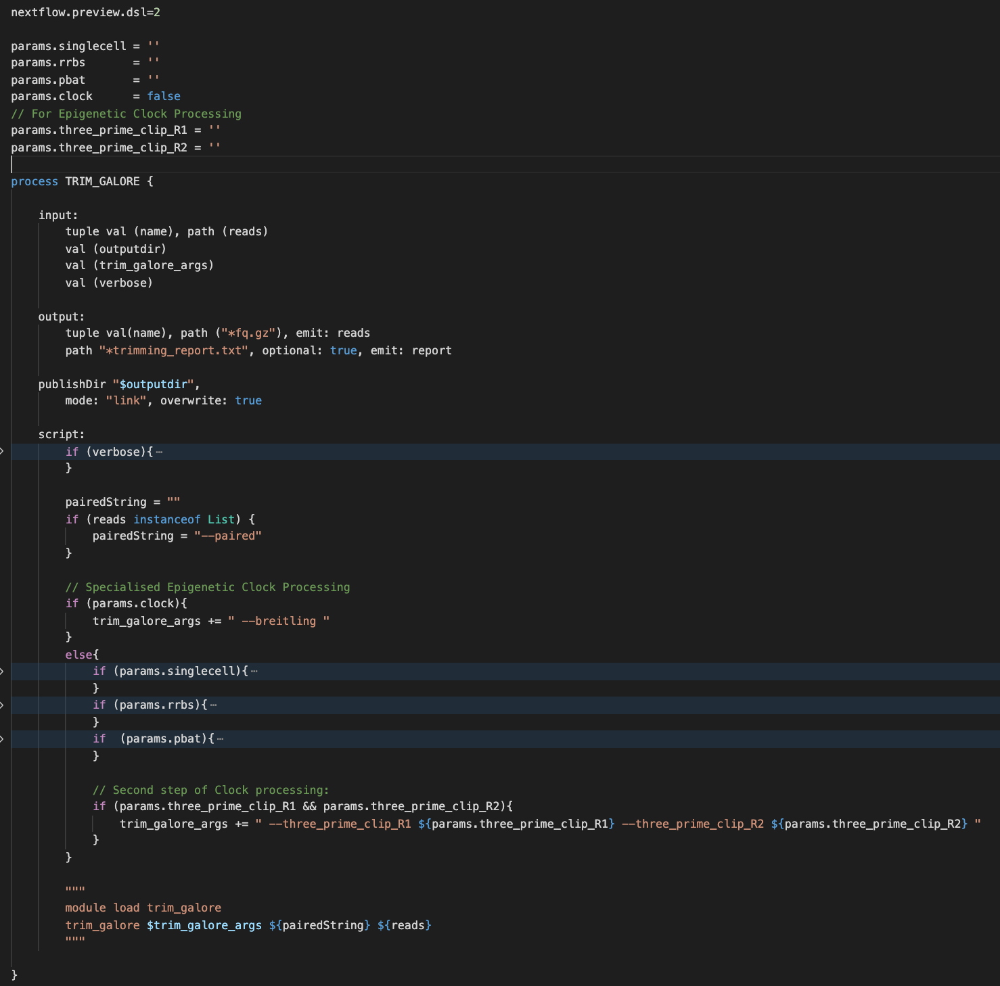 nextflow.preview.dsl=2
params.singlecell = ''
params.rrbs       = ''
params.pbat       = ''
params.clock      = false
// For Epigenetic Clock Processing
params.three_prime_clip_R1 = ''
params.three_prime_clip_R2 = ''
process TRIM_GALORE {
    input:
        tuple val (name), path (reads)
        val (outputdir)
        val (trim_galore_args)
        val (verbose)
    output:
        tuple val(name), path ("*fq.gz"), emit: reads
        path "*trimming_report.txt", optional: true, emit: report
    publishDir "$outputdir",
        mode: "link", overwrite: true
    script:
        if (verbose){⋯
        }
        pairedString = ""
        if (reads instanceof List) {
            pairedString = "--paired"
        }
        // Specialised Epigenetic Clock Processing
        if (params.clock){
            trim_galore_args += " --breitling "
        }
        else{
            if (params.singlecell){⋯
            }
            if (params.rrbs){⋯
            }
            if  (params.pbat){⋯
            }
            // Second step of Clock processing:
            if (params.three_prime_clip_R1 && params.three_prime_clip_R2){
                trim_galore_args += " --three_prime_clip_R1 ${params.three_prime_clip_R1} --three_prime_clip_R2 ${params.three_prime_clip_R2} "
            }
        }
        """
        module load trim_galore
        trim_galore $trim_galore_args ${pairedString} ${reads}
        """
}